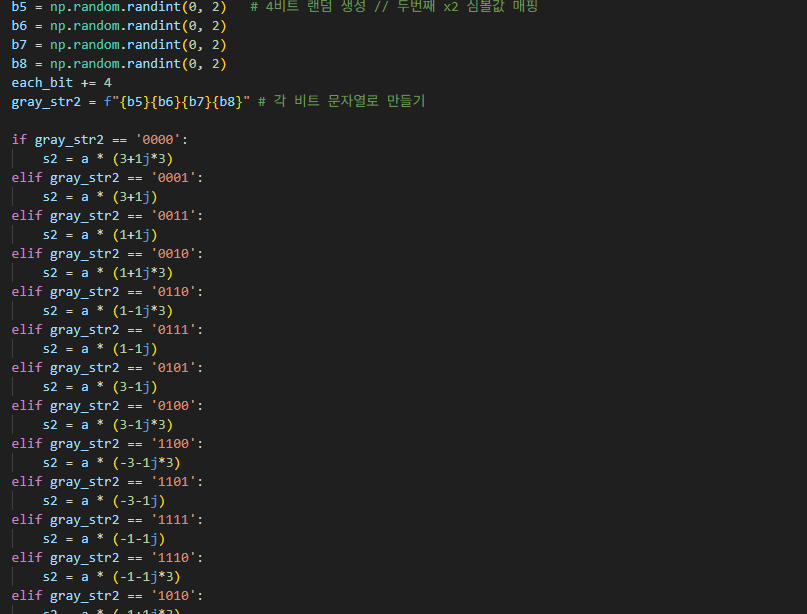 b5 = np.random.randint(0, 2)   # 4비트 랜덤 생성 // 두번째 x2 심볼값 매핑
b6 = np.random.randint(0, 2)
b7 = np.random.randint(0, 2)
b8 = np.random.randint(0, 2)
each_bit += 4
gray_str2 = f"{b5}{b6}{b7}{b8}" # 각 비트 문자열로 만들기
if gray_str2 == '0000':
    s2 = a * (3+1j*3)
elif gray_str2 == '0001':
    s2 = a * (3+1j)
elif gray_str2 == '0011':
    s2 = a * (1+1j)
elif gray_str2 == '0010':
    s2 = a * (1+1j*3)
elif gray_str2 == '0110':
    s2 = a * (1-1j*3)
elif gray_str2 == '0111':
    s2 = a * (1-1j)
elif gray_str2 == '0101':
    s2 = a * (3-1j)
elif gray_str2 == '0100':
    s2 = a * (3-1j*3)
elif gray_str2 == '1100':
    s2 = a * (-3-1j*3)
elif gray_str2 == '1101':
    s2 = a * (-3-1j)
elif gray_str2 == '1111':
    s2 = a * (-1-1j)
elif gray_str2 == '1110':
    s2 = a * (-1-1j*3)
elif gray_str2 == '1010':
    s2 = a * (-1+1j*3)